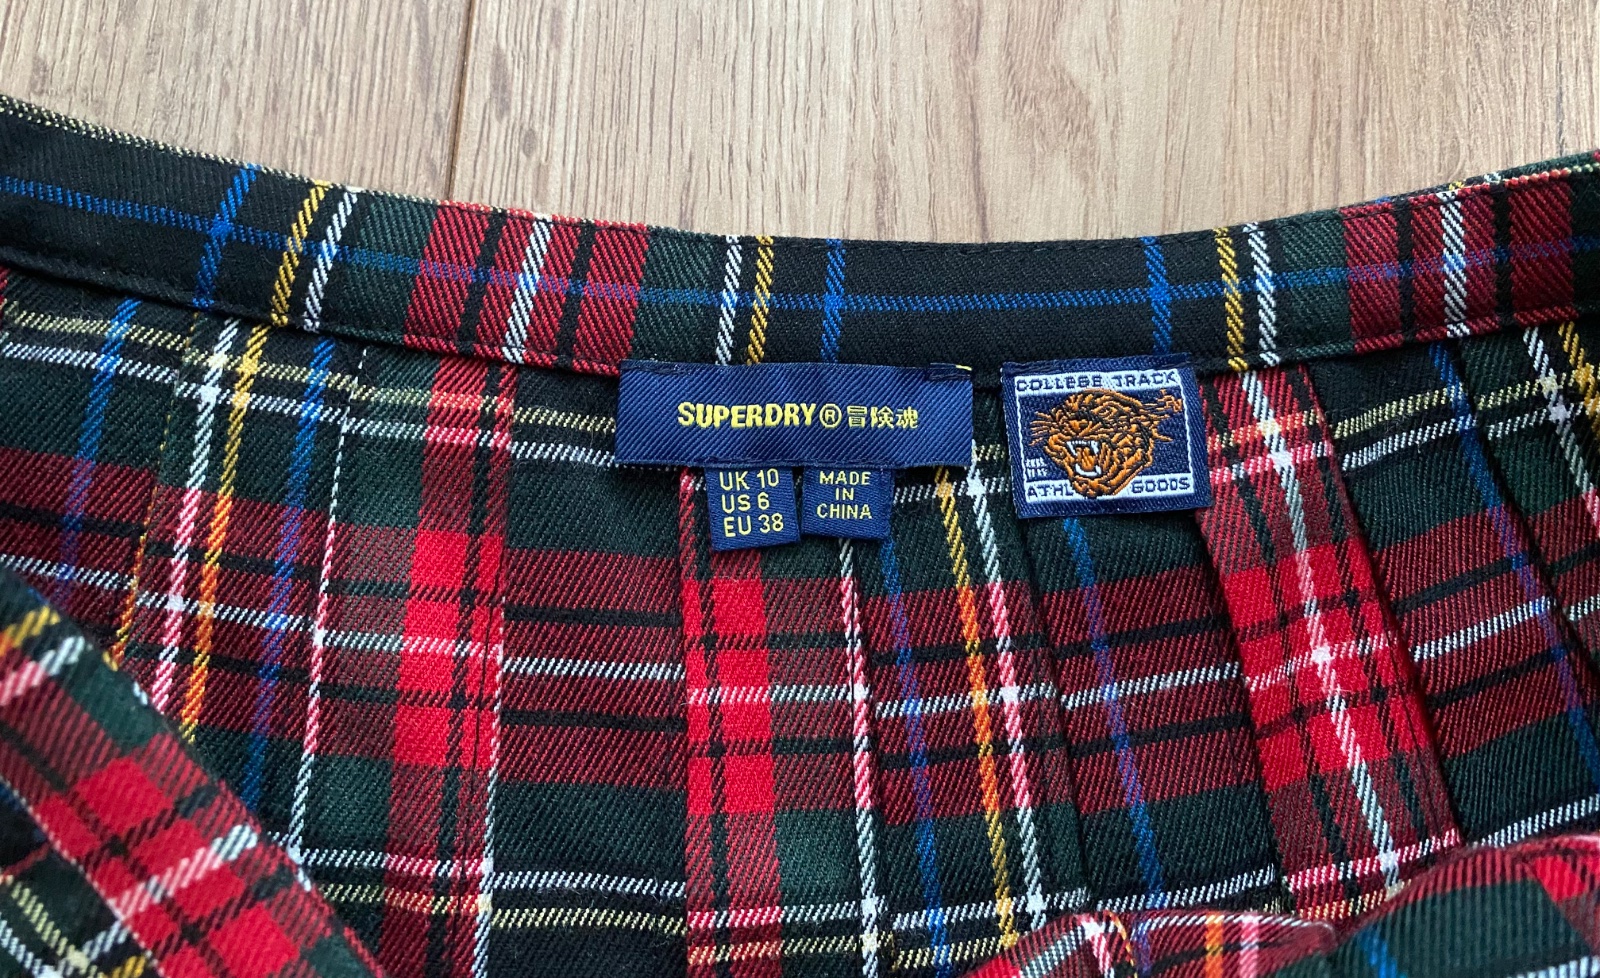 SUPERDRY® 冒険魂
UK 10
US 6
EU 38
MADE
IN
CHINA
COLLEGE TRACK
ATHL GOODS